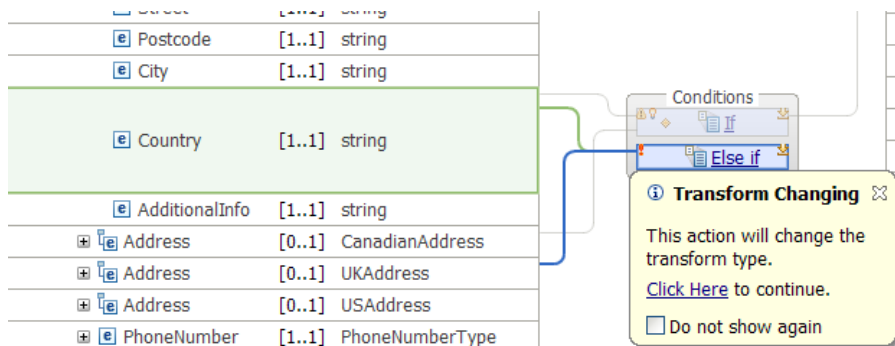 Postcode [1..1] string
City [1..1] string
Conditions
If
Country [1..1] string
Else if
Transform Changing
AdditionalInfo [1..1] string
This action will change the
transform type.
Address [0..1] CanadianAddress
Address [0..1] UKAddress
Click Here to continue.
Address [0..1] USAddress
Do not show again
PhoneNumber [1..1] PhoneNumberType